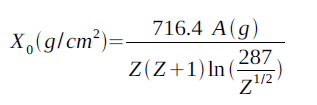 X₀(g/cm²)= 716.4 A(g) / Z(Z+1)ln(287/Z^1/2)